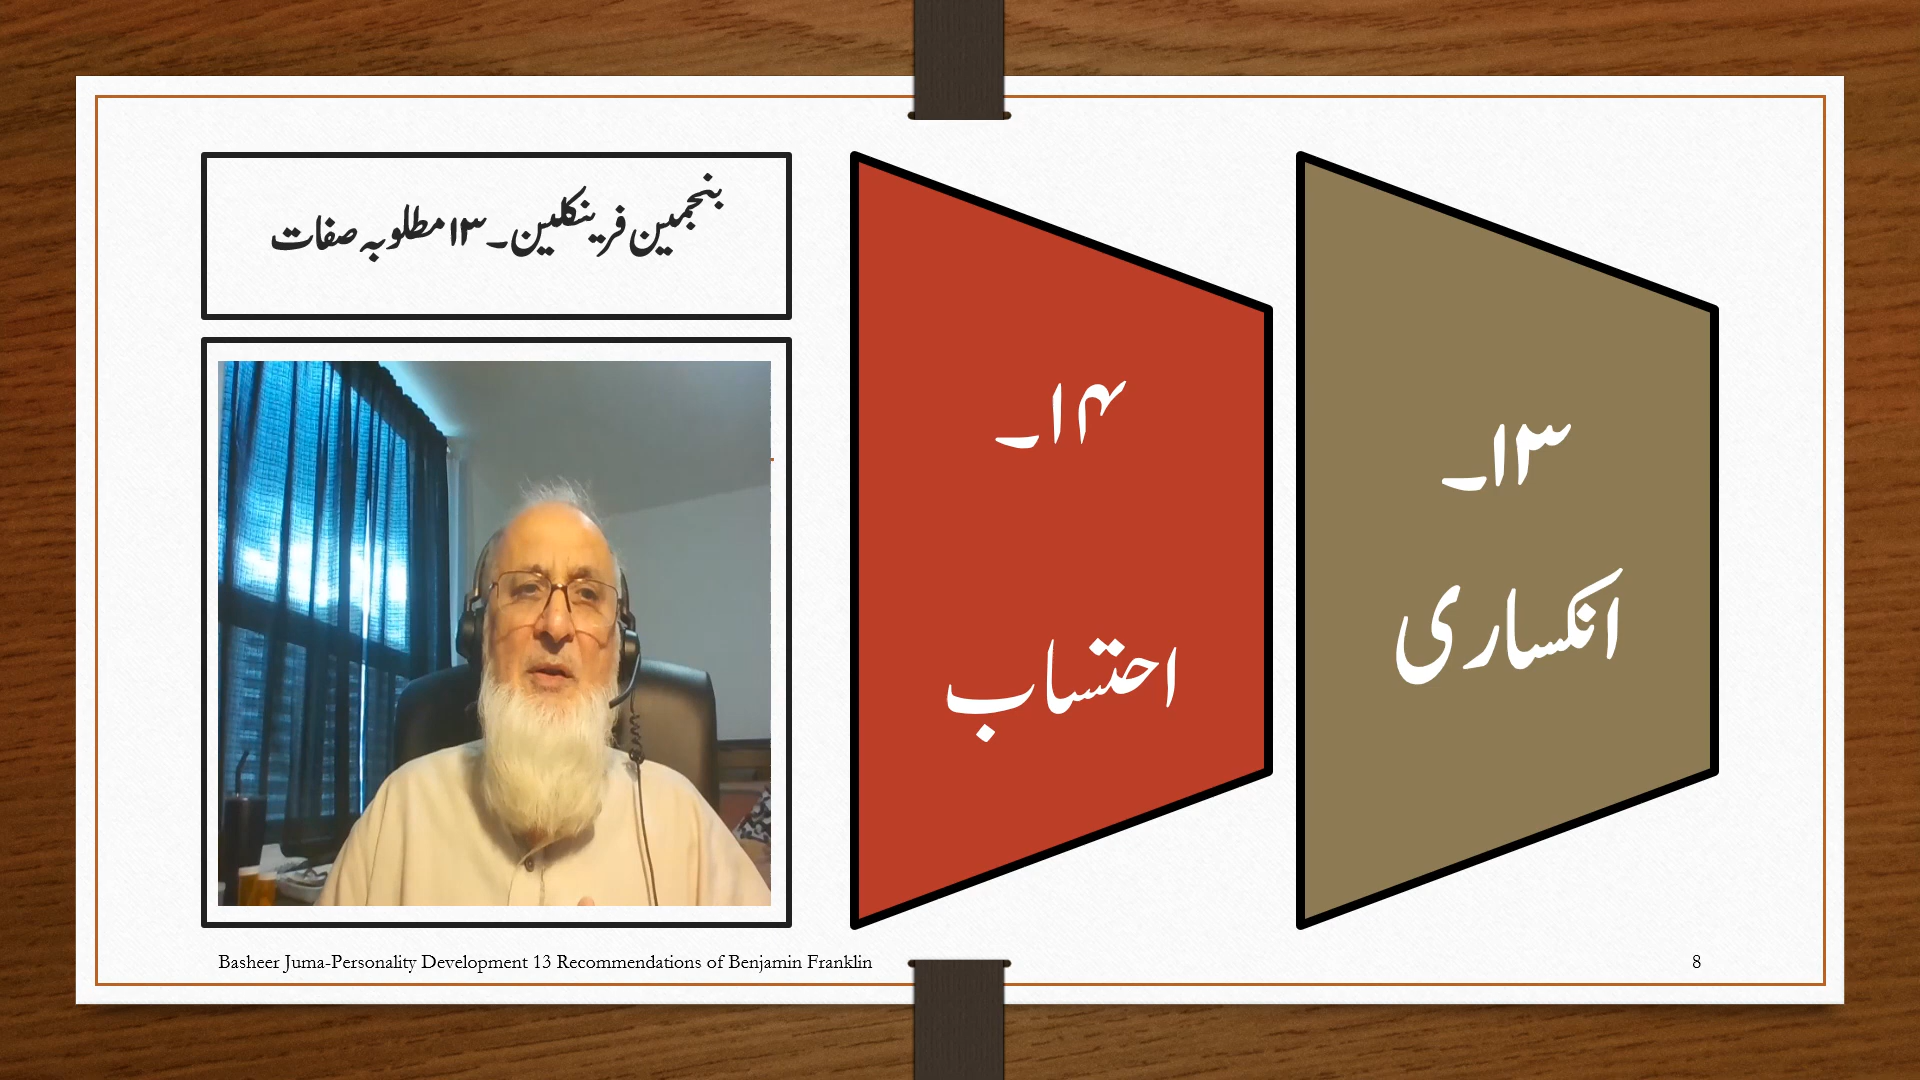 بنجمین فرینکلین۔ ۱۳ مطلوبہ صفات
۱۳۔
انکساری
۱۴۔
احتساب
Basheer Juma-Personality Development 13 Recommendations of Benjamin Franklin
8